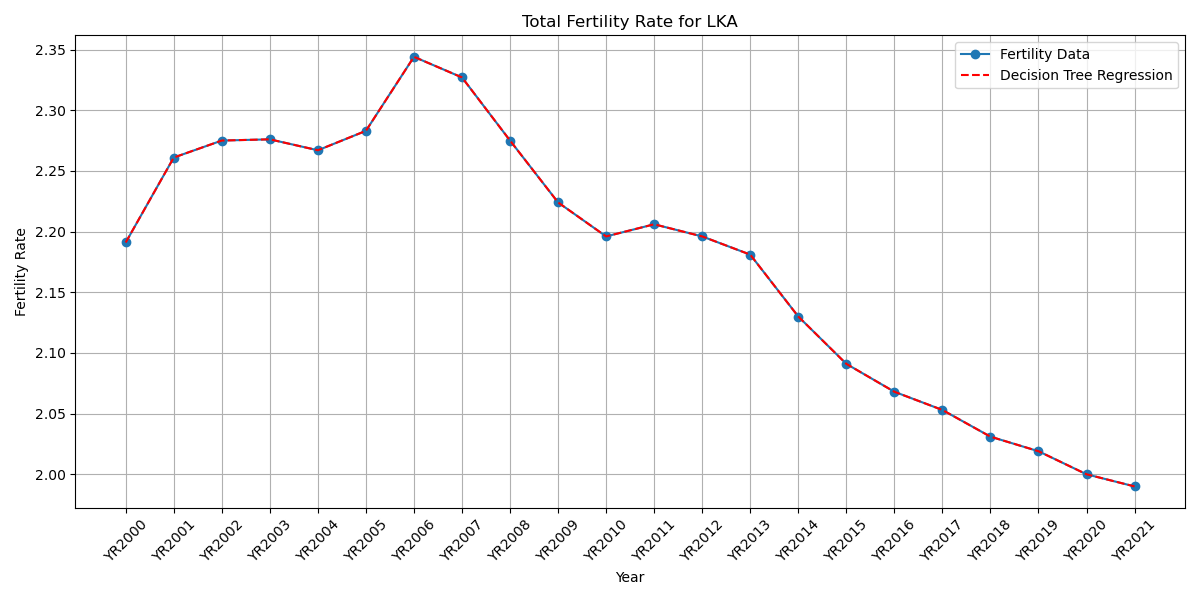 Total Fertility Rate for LKA
Fertility Data
Decision Tree Regression
2.35
2.30
2.25
2.20
2.15
2.10
2.05
2.00
Fertility Rate
YR2000
YR2001
YR2002
YR2003
YR2004
YR2005
YR2006
YR2007
YR2008
YR2009
YR2010
YR2011
YR2012
YR2013
YR2014
YR2015
YR2016
YR2017
YR2018
YR2019
YR2020
YR2021
Year